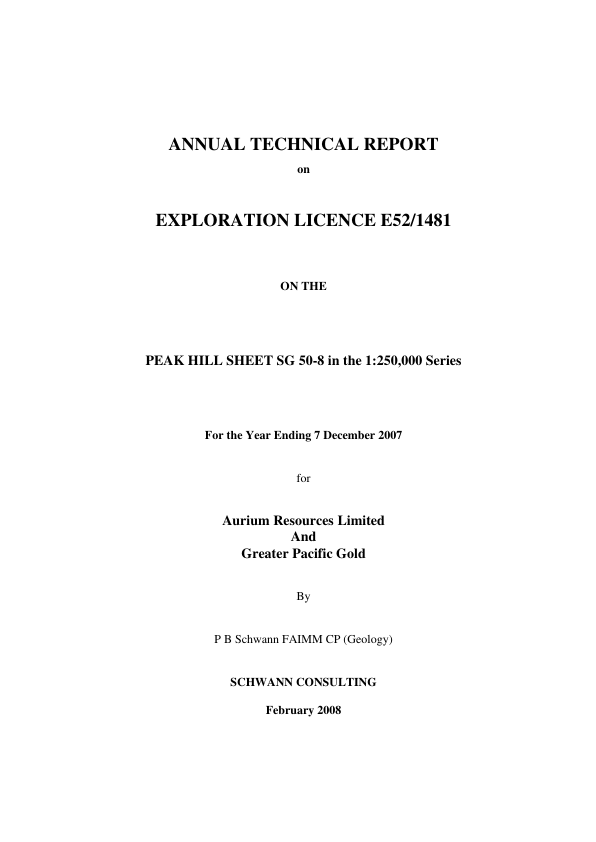 ANNUAL TECHNICAL REPORT
on
EXPLORATION LICENCE E52/1481
ON THE
PEAK HILL SHEET SG 50-8 in the 1:250,000 Series
For the Year Ending 7 December 2007
for
Aurium Resources Limited
And
Greater Pacific Gold
By
P B Schwann FAIMM CP (Geology)
SCHWANN CONSULTING
February 2008